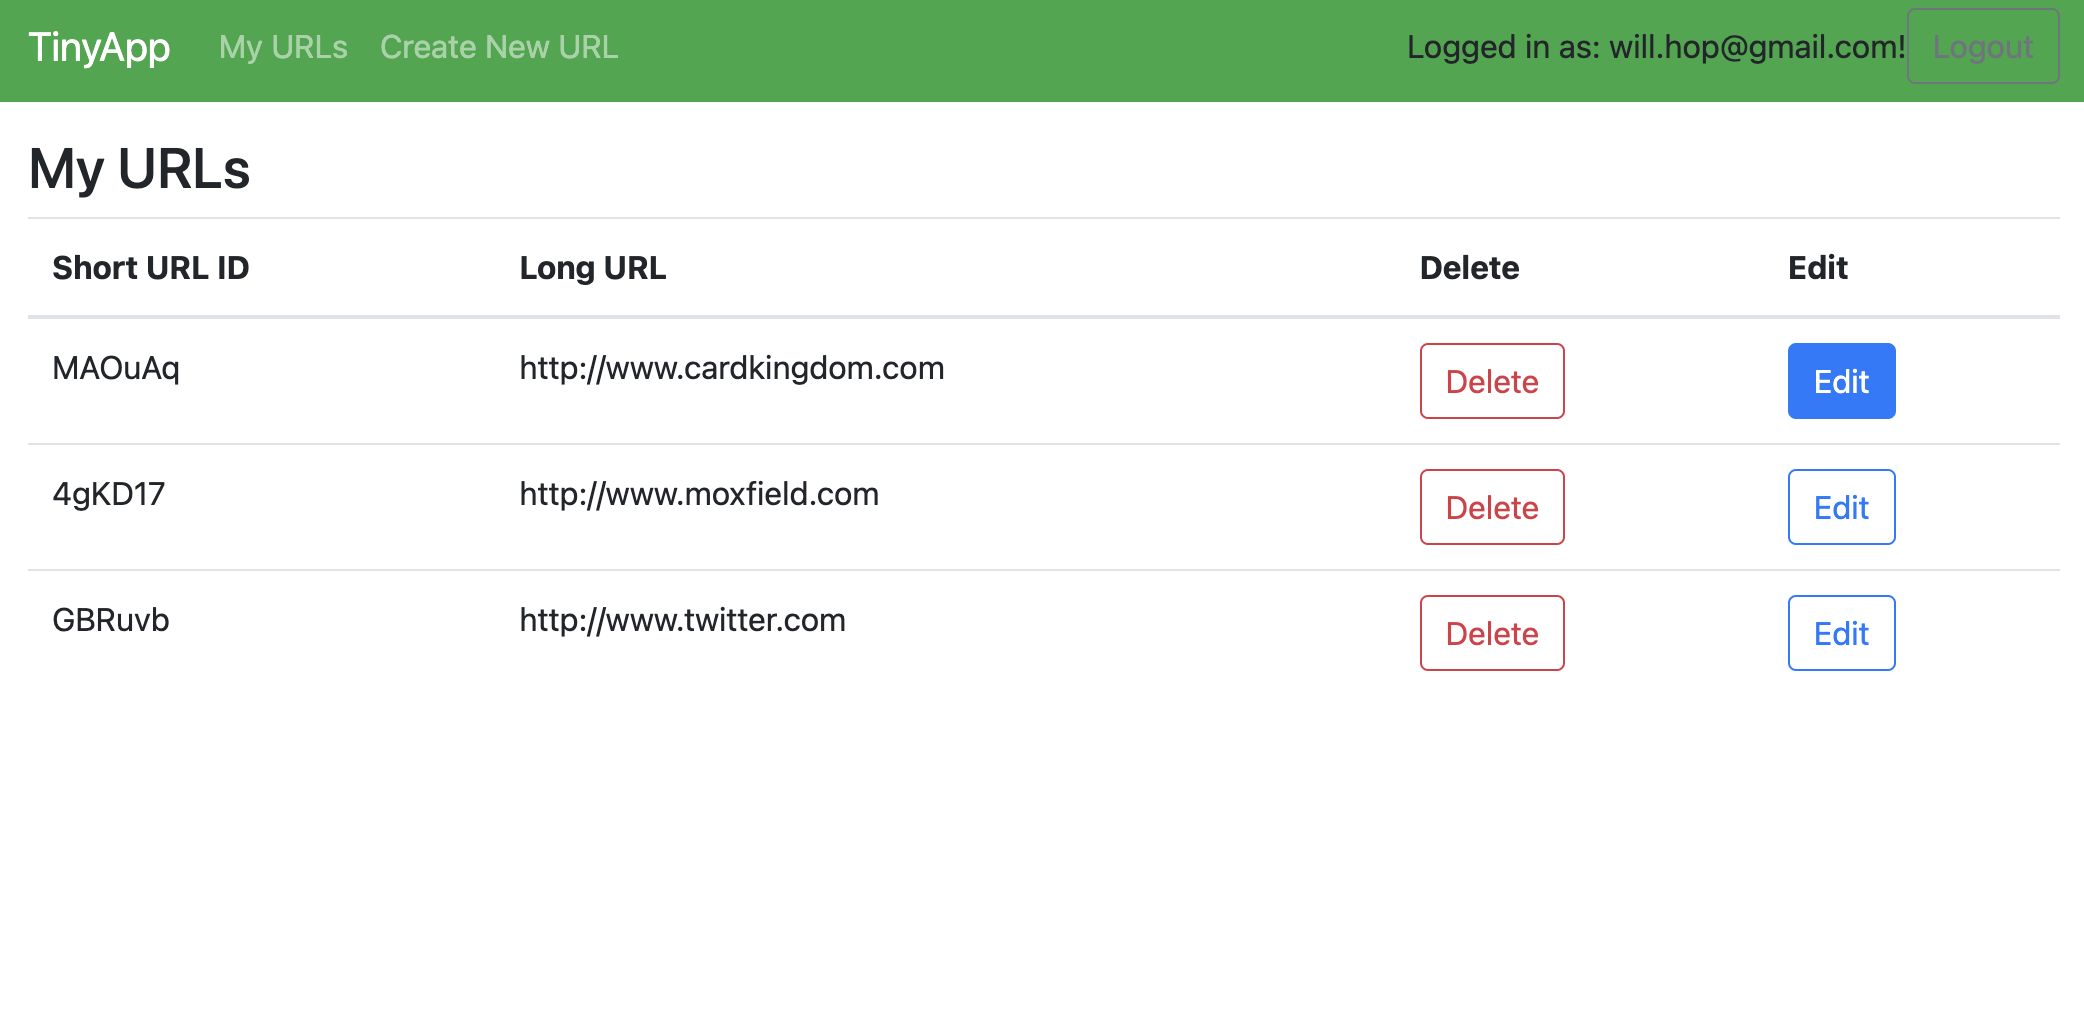 TinyApp My URLs Create New URL Logged in as: will.hop@gmail.com! Logout
My URLs
Short URL ID Long URL Delete Edit
MAOuAq http://www.cardkingdom.com Delete Edit
4gKD17 http://www.moxfield.com Delete Edit
GBRuvb http://www.twitter.com Delete Edit